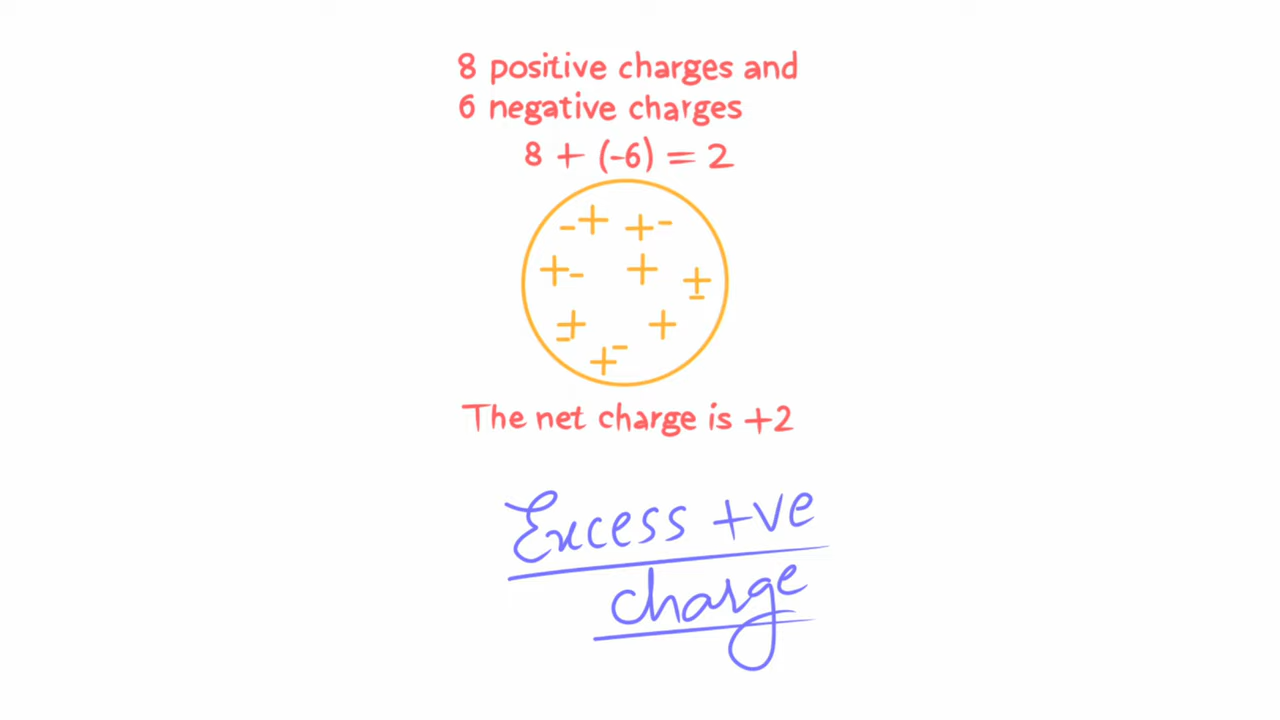 8 positive charges and
6 negative charges
8 + (-6) = 2
- + + -
+ - + + -
+ - +
+ -
The net charge is +2
Excess +ve
charge